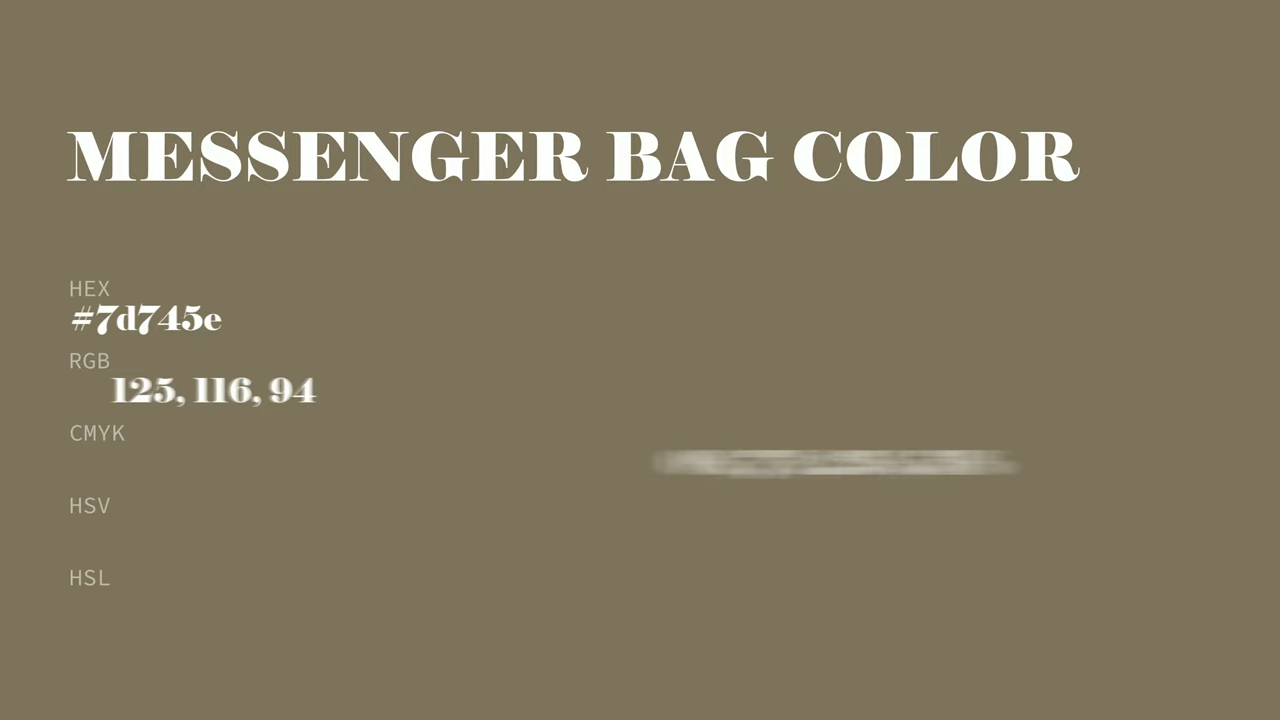 MESSENGER BAG COLOR
HEX
#7d745e
RGB
125, 116, 94
CMYK
HSV
HSL